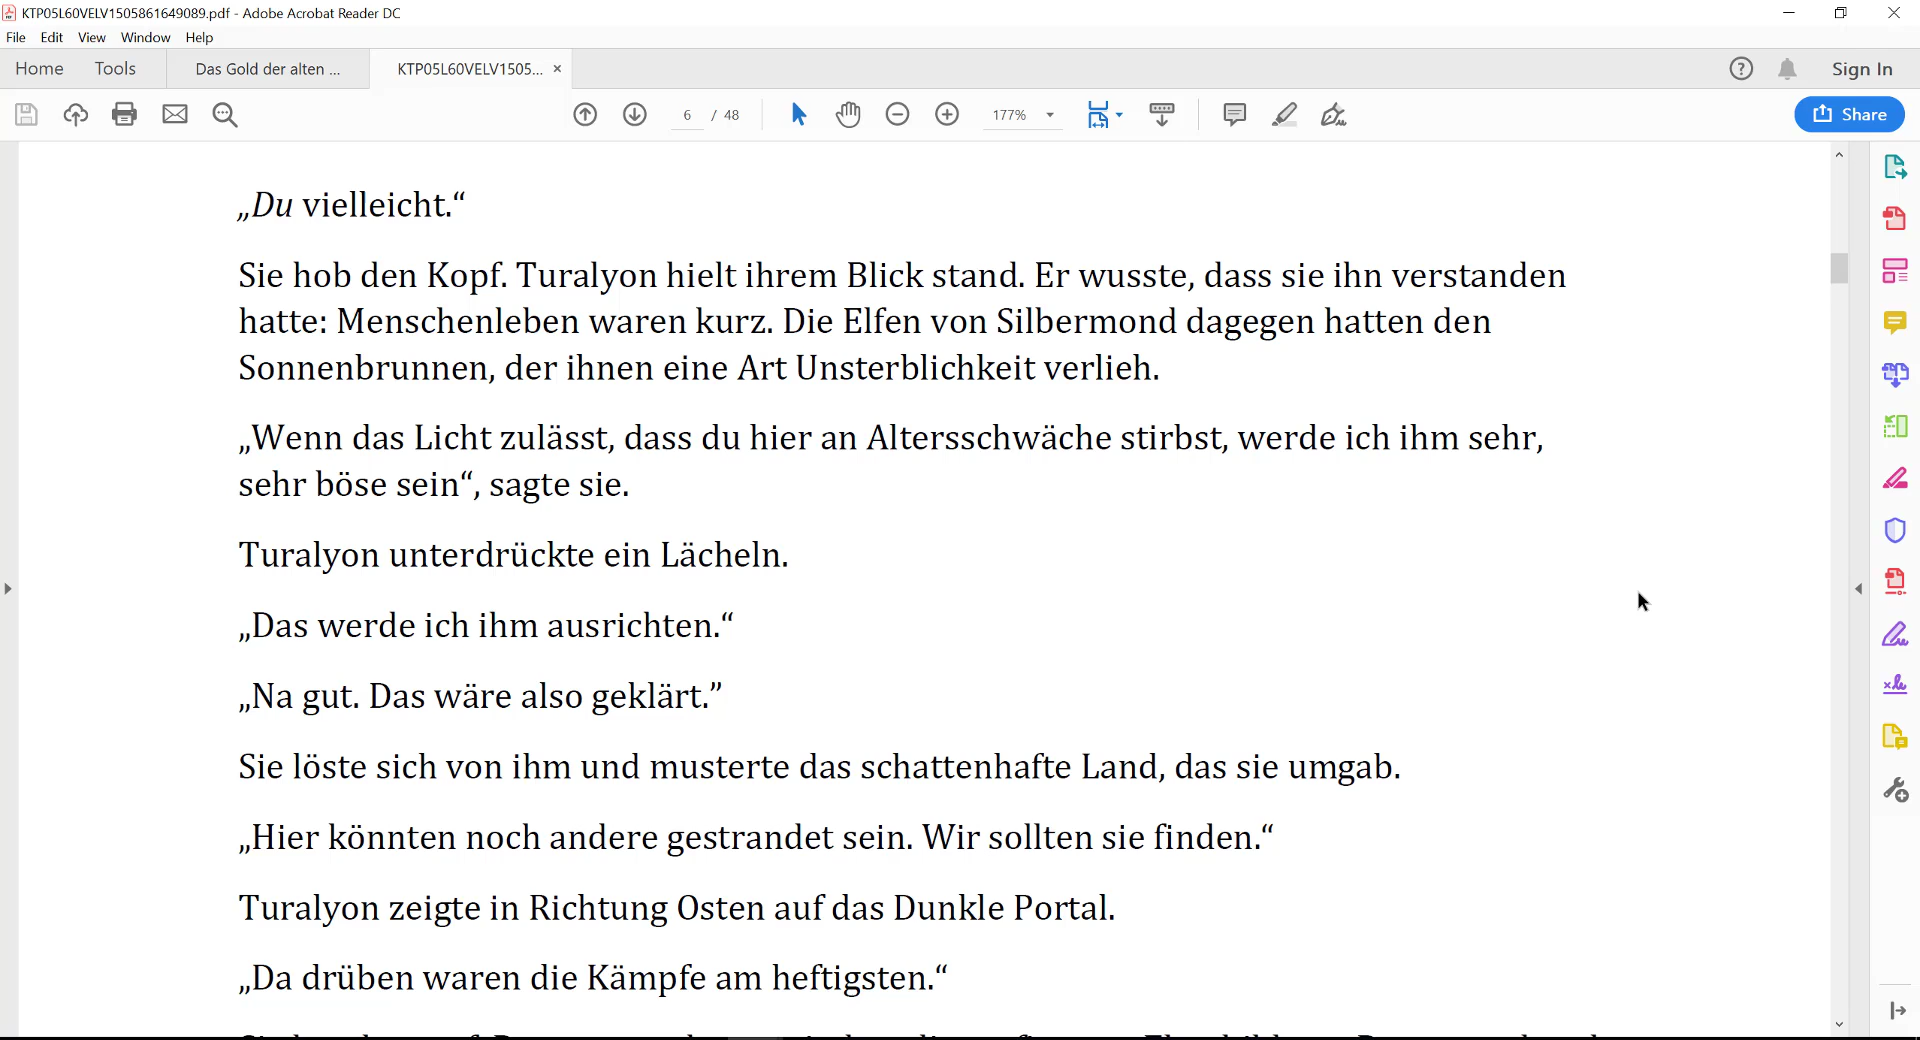 KTP05L60VELV1505861649089.pdf - Adobe Acrobat Reader DC
File Edit View Window Help
Home Tools Das Gold der alten ... KTP05L60VELV1505... × Sign In
6 / 48 177% Share
„Du vielleicht.“
Sie hob den Kopf. Turalyon hielt ihrem Blick stand. Er wusste, dass sie ihn verstanden
hatte: Menschenleben waren kurz. Die Elfen von Silbermond dagegen hatten den
Sonnenbrunnen, der ihnen eine Art Unsterblichkeit verlieh.
„Wenn das Licht zulässt, dass du hier an Altersschwäche stirbst, werde ich ihm sehr,
sehr böse sein“, sagte sie.
Turalyon unterdrückte ein Lächeln.
„Das werde ich ihm ausrichten.“
„Na gut. Das wäre also geklärt.”
Sie löste sich von ihm und musterte das schattenhafte Land, das sie umgab.
„Hier könnten noch andere gestrandet sein. Wir sollten sie finden.“
Turalyon zeigte in Richtung Osten auf das Dunkle Portal.
„Da drüben waren die Kämpfe am heftigsten.“